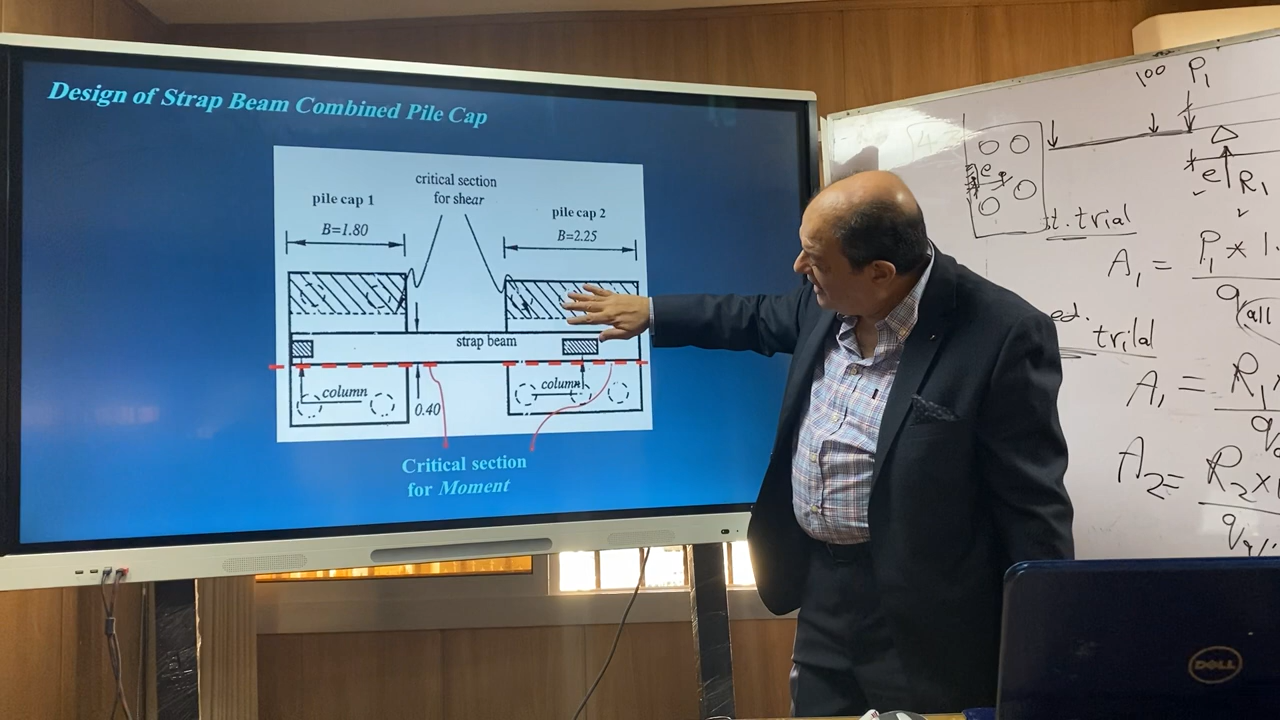 Design of Strap Beam Combined Pile Cap
critical section
for shear
pile cap 1
pile cap 2
B=1.80
B=2.25
strap beam
column
column
0.40
Critical section
for Moment
100 P1
e
e R1
st. trial
A1 = P1 * 1.
q all
ed.
trilal
A1 = R1
A2 = R2 x
DELL